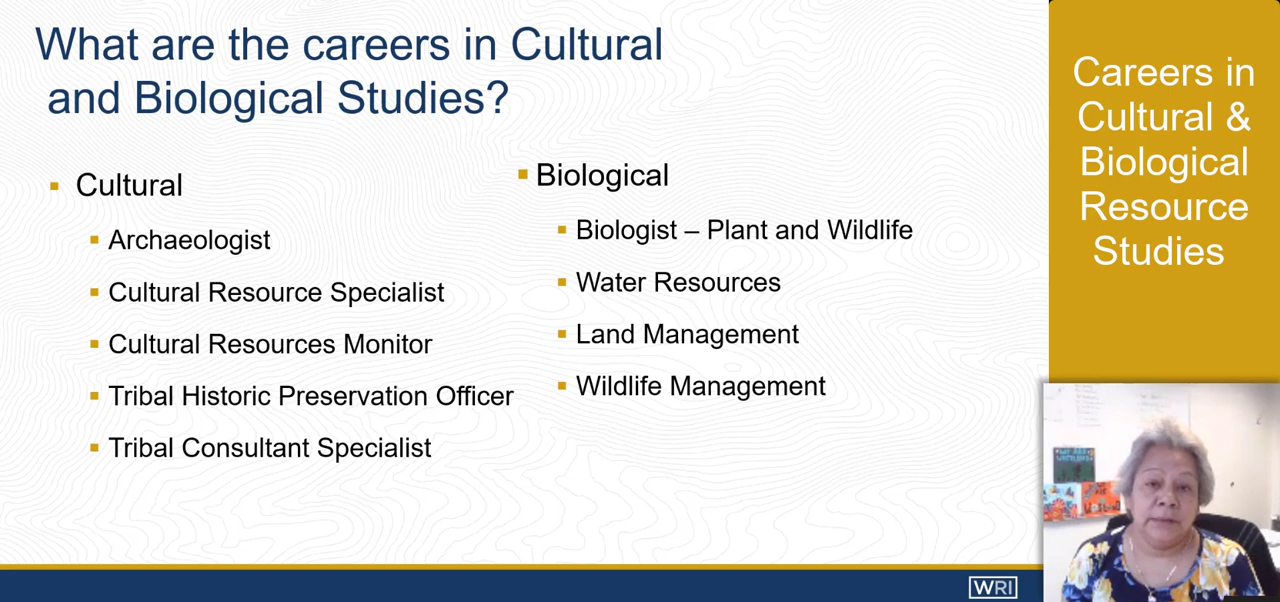 What are the careers in Cultural
and Biological Studies?
Cultural
Archaeologist
Cultural Resource Specialist
Cultural Resources Monitor
Tribal Historic Preservation Officer
Tribal Consultant Specialist
Biological
Biologist – Plant and Wildlife
Water Resources
Land Management
Wildlife Management
Careers in
Cultural &
Biological
Resource
Studies
WRI